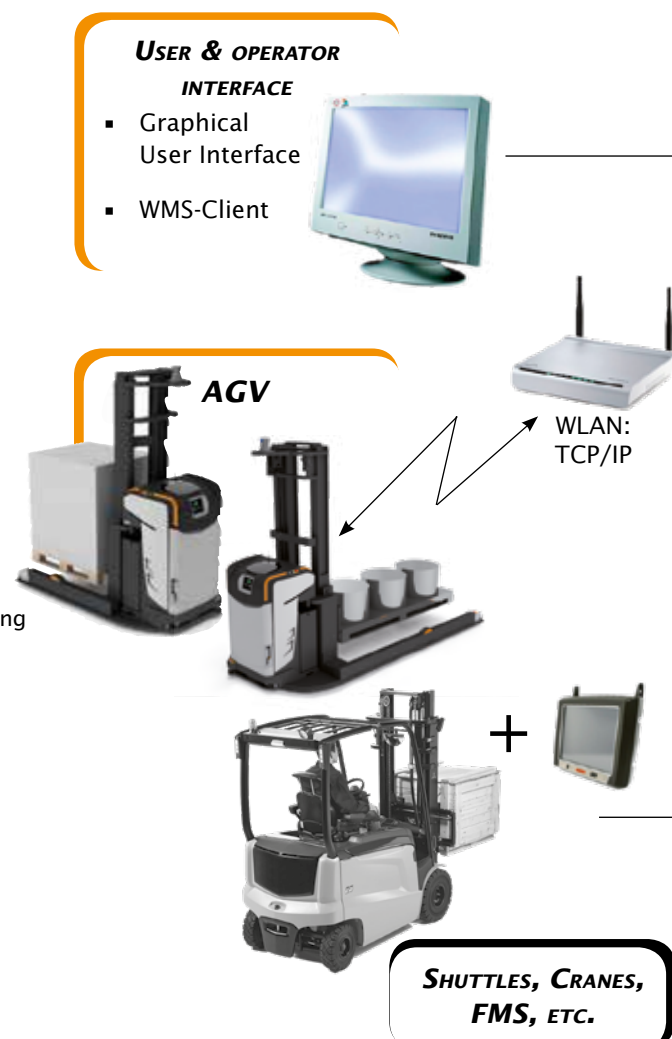 USER & OPERATOR
INTERFACE
▪ Graphical
User Interface
▪ WMS-Client
AGV
WLAN:
TCP/IP
ng
+
SHUTTLES, CRANES,
FMS, ETC.